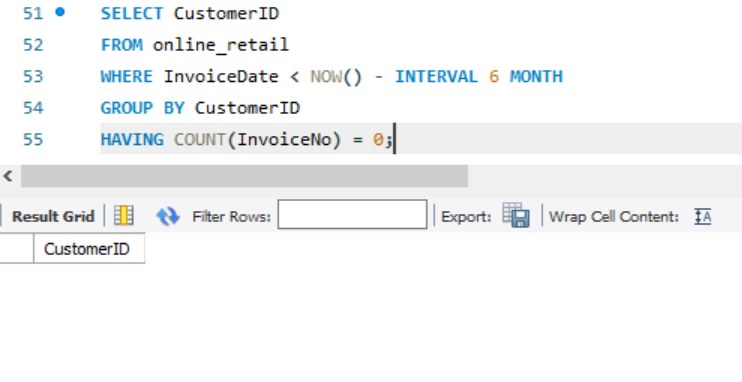 51 SELECT CustomerID
52 FROM online_retail
53 WHERE InvoiceDate < NOW() - INTERVAL 6 MONTH
54 GROUP BY CustomerID
55 HAVING COUNT(InvoiceNo) = 0;
Result Grid Filter Rows: Export: Wrap Cell Content: IA
CustomerID